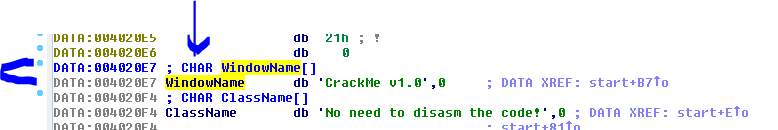 DATA:004020E5 db 21h ; !
DATA:004020E6 db 0
DATA:004020E7 ; CHAR WindowName[]
DATA:004020E7 WindowName db 'CrackMe v1.0',0 ; DATA XREF: start+B7↑o
DATA:004020F4 ; CHAR ClassName[]
DATA:004020F4 ClassName db 'No need to disasm the code!',0 ; DATA XREF: start+E↑o
DATA:004020F4 ; start+81↑o